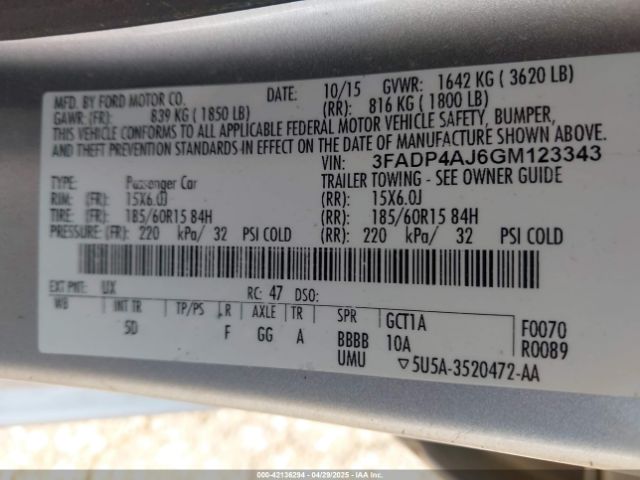 MFD. BY FORD MOTOR CO. DATE: 10/15 GVWR: 1642 KG ( 3620 LB)
GAWR: (FR): 839 KG ( 1850 LB) (RR): 816 KG ( 1800 LB)
THIS VEHICLE CONFORMS TO ALL APPLICABLE FEDERAL MOTOR VEHICLE SAFETY, BUMPER,
AND THEFT PREVENTION STANDARDS IN EFFECT ON THE DATE OF MANUFACTURE SHOWN ABOVE.
VIN: 3FADP4AJ6GM123343
TYPE: Passenger Car TRAILER TOWING - SEE OWNER GUIDE
RIM: (FR): 15X6.0J (RR): 15X6.0J
TIRE: (FR): 185/60R15 84H (RR): 185/60R15 84H
PRESSURE: (FR): 220 kPa/ 32 PSI COLD (RR): 220 kPa/ 32 PSI COLD
EXT PNT: UX RC: 47 DSO:
WB INT TR TP/PS R AXLE TR SPR GCT1A F0070
5D F GG A BBBB 10A R0089
UMU ▽5U5A-3520472-AA
000-42136294 - 04/29/2025 - IAAI.COM